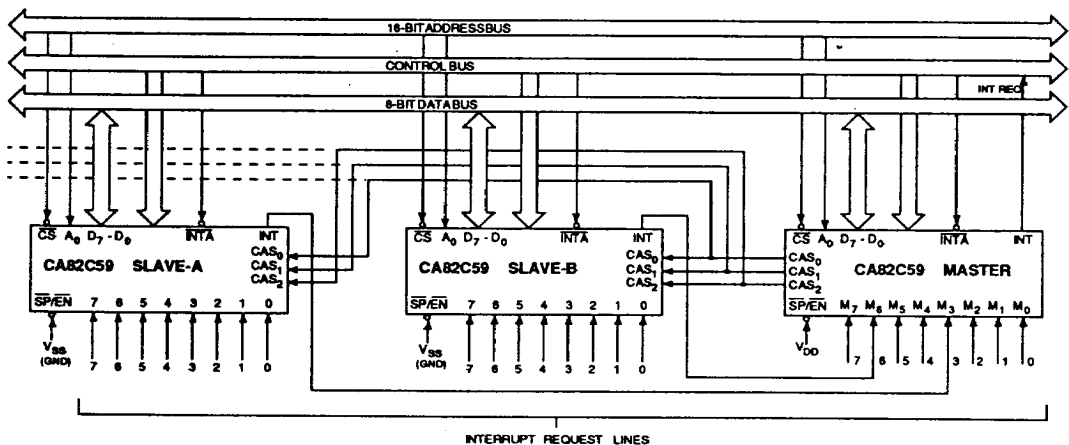 16-BIT ADDRESS BUS
CONTROL BUS
INT REQ
8-BIT DATA BUS
CS A0 D7 - D0 INTA INT
CAS0
CA82C59 SLAVE-A CAS1
CAS2
SP/EN 7 6 5 4 3 2 1 0
VSS
(GND)
7 6 5 4 3 2 1 0
CS A0 D7 - D0 INTA INT
CAS0
CA82C59 SLAVE-B CAS1
CAS2
SP/EN 7 6 5 4 3 2 1 0
VSS
(GND)
7 6 5 4 3 2 1 0
CS A0 D7 - D0 INTA INT
CAS0
CAS1 CA82C59 MASTER
CAS2
SP/EN M7 M6 M5 M4 M3 M2 M1 M0
VDD
7 6 5 4 3 2 1 0
INTERRUPT REQUEST LINES